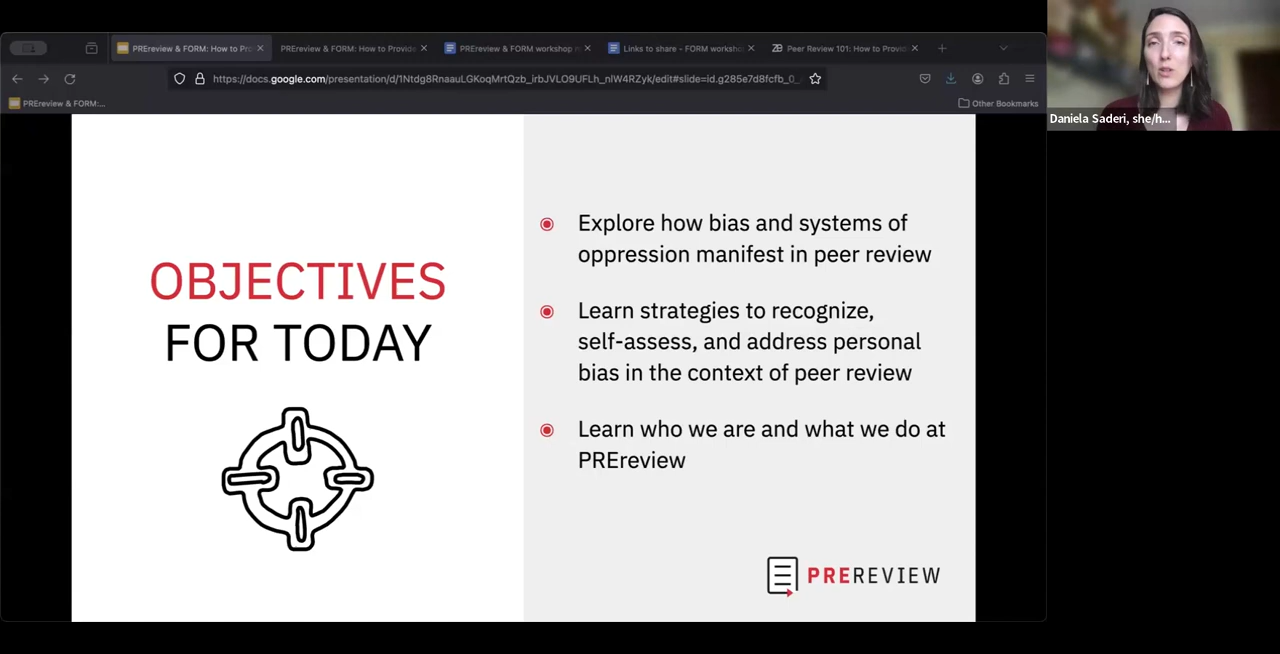 PREreview & FORM: How to Pro
PREreview & FORM: How to Provide
PREreview & FORM workshop n
Links to share - FORM worksho
Peer Review 101: How to Provide
https://docs.google.com/presentation/d/1Ntdg8RnaauLGKoqMrtQzb_irbJVLO9UFLh_nlW4RZyk/edit#slide=id.g285e7d8fcfb_0_
PREreview & FORM:...
Other Bookmarks
Daniela Saderi, she/h...
OBJECTIVES
FOR TODAY
Explore how bias and systems of
oppression manifest in peer review
Learn strategies to recognize,
self-assess, and address personal
bias in the context of peer review
Learn who we are and what we do at
PREreview
PREREVIEW